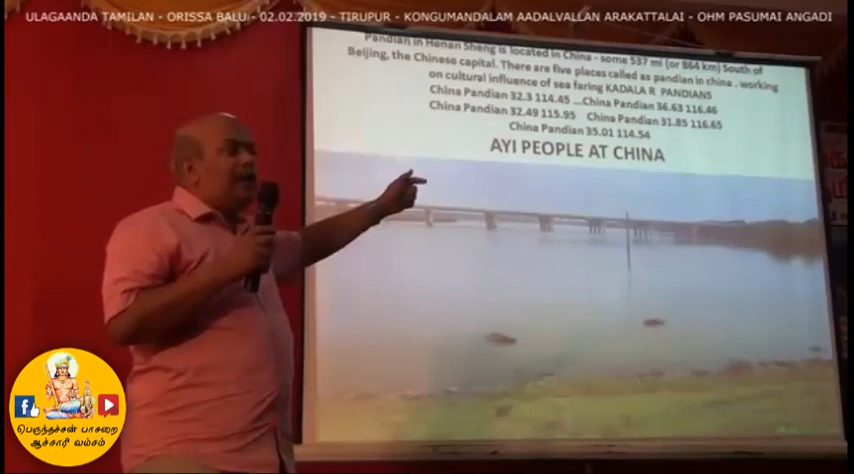 ULAGAANDA TAMILAN - ORISSA BALU - 02.02.2019 - TIRUPUR - KONGUMANDALAM AADALVALLAN ARAKATTALAI - OHM PASUMAI ANGADI
Pandian in Henan Sheng is located in China - some 537 mi (or 864 km) South of
Beijing, the Chinese capital. There are five places called as pandian in china . working
on cultural influence of sea faring KADALA R PANDIANS
China Pandian 32.3 114.45 ...China Pandian 36.63 116.46
China Pandian 32.49 115.95 China Pandian 31.85 116.65
China Pandian 35.01 114.54
AYI PEOPLE AT CHINA
பெருந்தச்சன் பாசறை
ஆச்சாரி வம்சம்